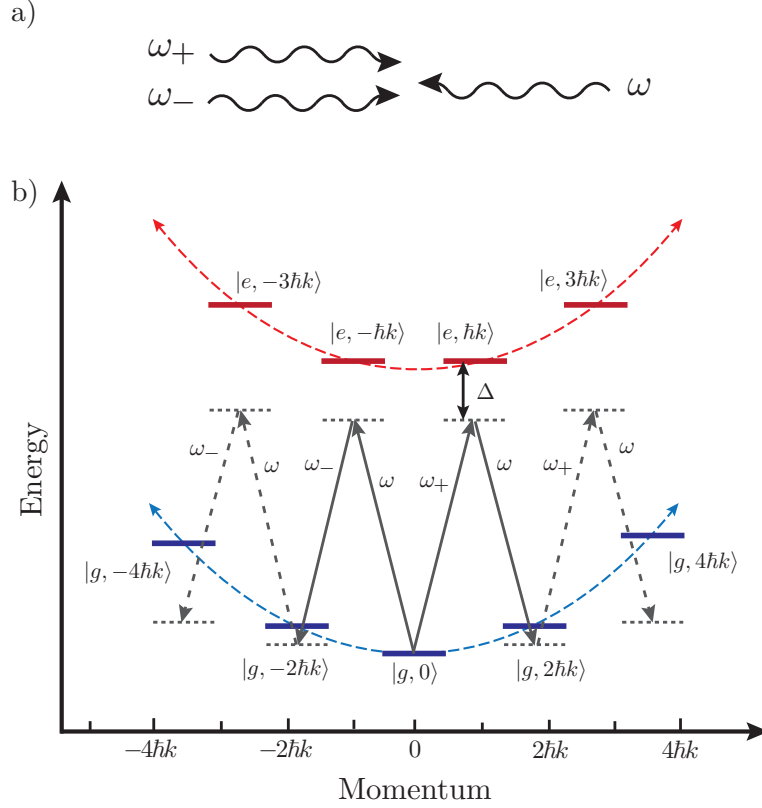 a)
ω₊
ω₋
ω
b)
|e, −3ħk⟩
|e, 3ħk⟩
|e, −ħk⟩
|e, ħk⟩
Δ
ω₋
ω
ω₋
ω
ω₊
ω
ω₊
ω
Energy
|g, −4ħk⟩
|g, 4ħk⟩
|g, −2ħk⟩
|g, 0⟩
|g, 2ħk⟩
−4ħk
−2ħk
0
2ħk
4ħk
Momentum